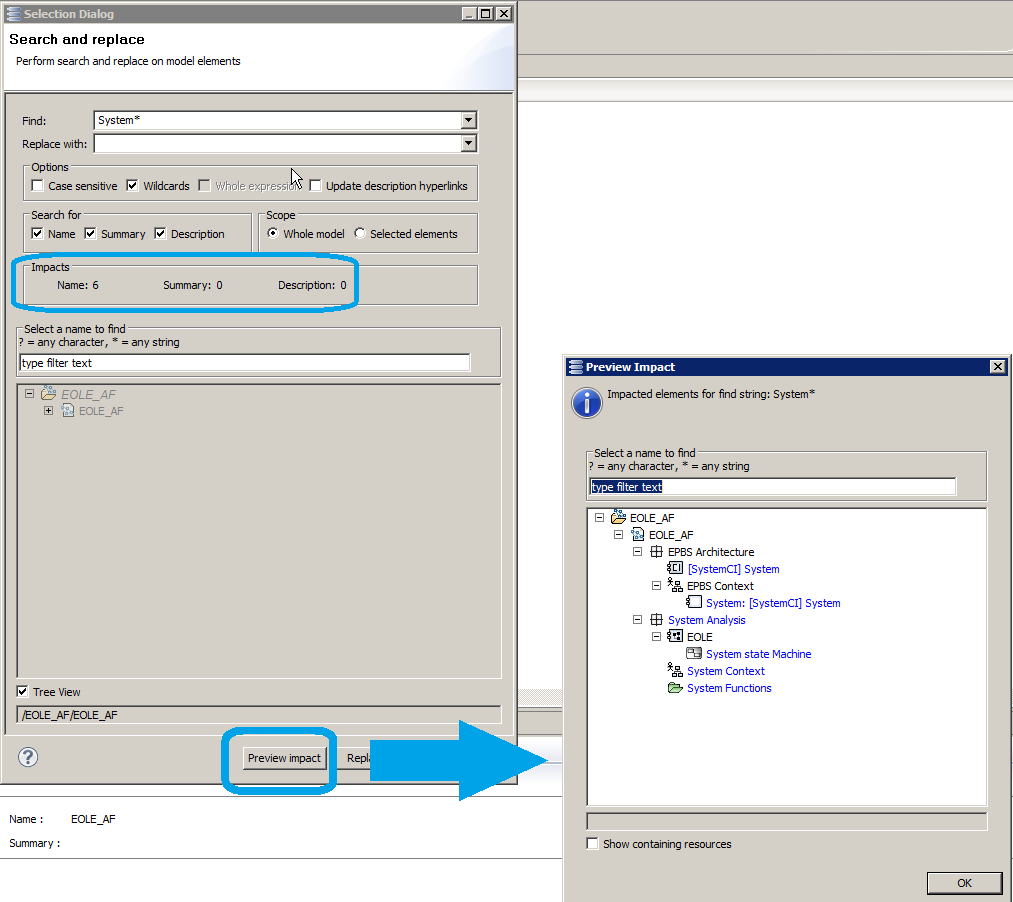 Selection Dialog
Search and replace
Perform search and replace on model elements
Find: System*
Replace with:
Options
Case sensitive Wildcards Whole expression Update description hyperlinks
Search for
Name Summary Description
Scope
Whole model Selected elements
Impacts
Name: 6 Summary: 0 Description: 0
Select a name to find
? = any character, * = any string
type filter text
EOLE_AF
EOLE_AF
Tree View
/EOLE_AF/EOLE_AF
Preview impact Repla
Name : EOLE_AF
Summary :
Preview Impact
Impacted elements for find string: System*
Select a name to find
? = any character, * = any string
type filter text
EOLE_AF
EOLE_AF
EPBS Architecture
[SystemCI] System
EPBS Context
System: [SystemCI] System
System Analysis
EOLE
System state Machine
System Context
System Functions
Show containing resources
OK